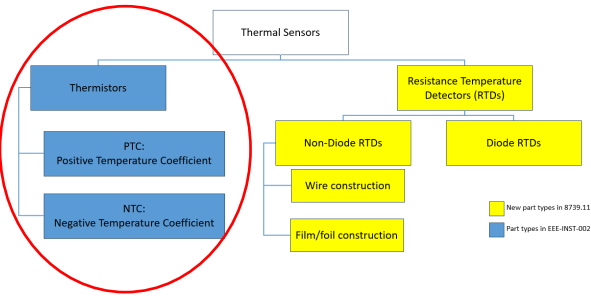 Thermal Sensors
Thermistors
Resistance Temperature
Detectors (RTDs)
PTC:
Positive Temperature Coefficient
Non-Diode RTDs
Diode RTDs
Wire construction
NTC:
Negative Temperature Coefficient
Film/foil construction
New part types in 8739.11
Part types in EEE-INST-002